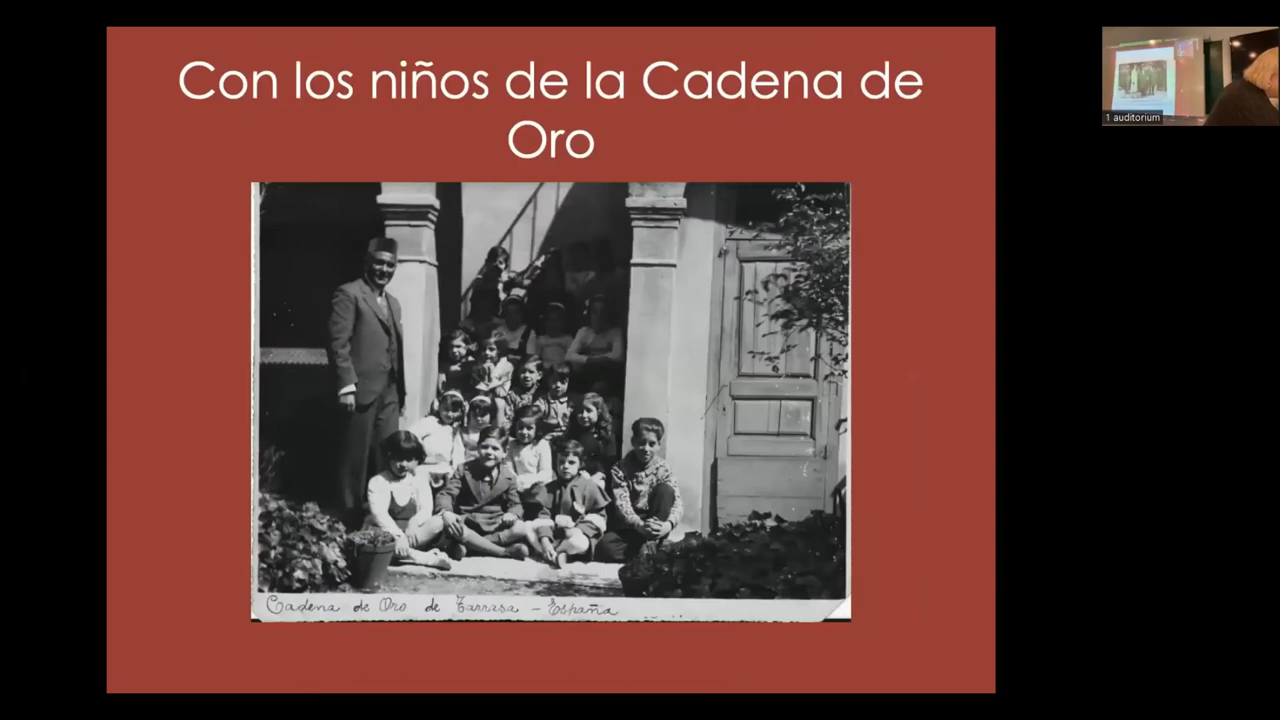 Con los niños de la Cadena de
Oro
Cadena de Oro de Tarrasa - España
1 auditorium